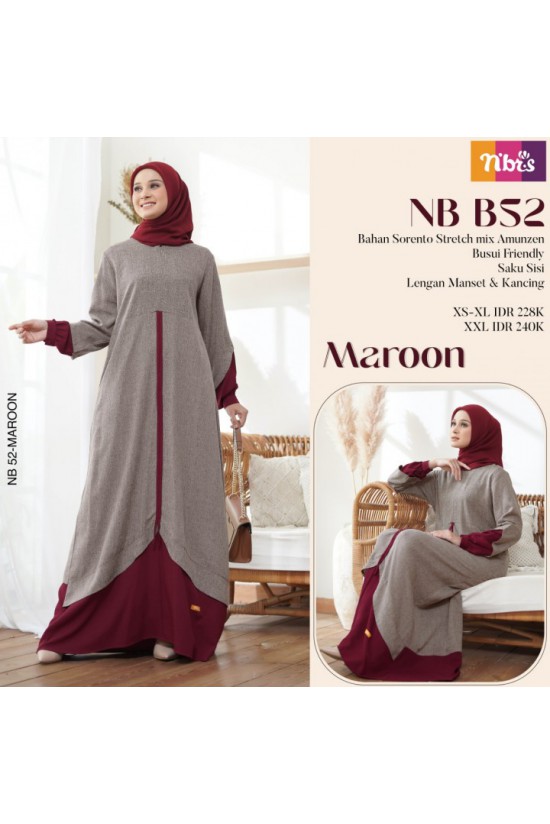 Nibr's
NB B52
Bahan Sorento Stretch mix Amunzen
Busui Friendly
Saku Sisi
Lengan Manset & Kancing
XS-XL IDR 228K
XXL IDR 240K
Maroon
NB 52-MAROON